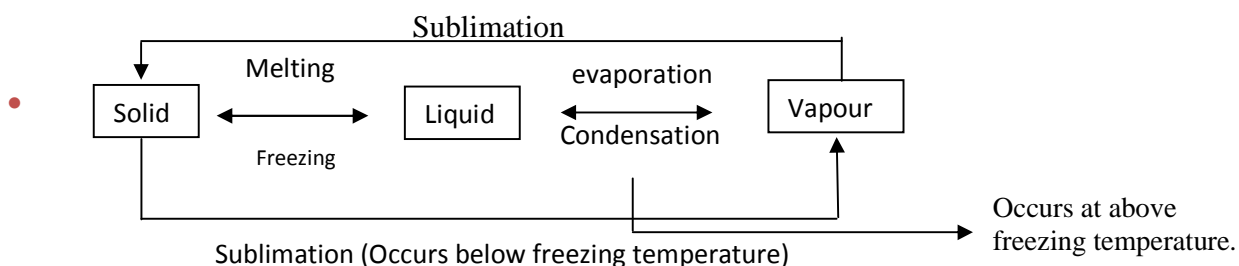 Sublimation
Melting
evaporation
Solid
Liquid
Vapour
Freezing
Condensation
Occurs at above
freezing temperature.
Sublimation (Occurs below freezing temperature)